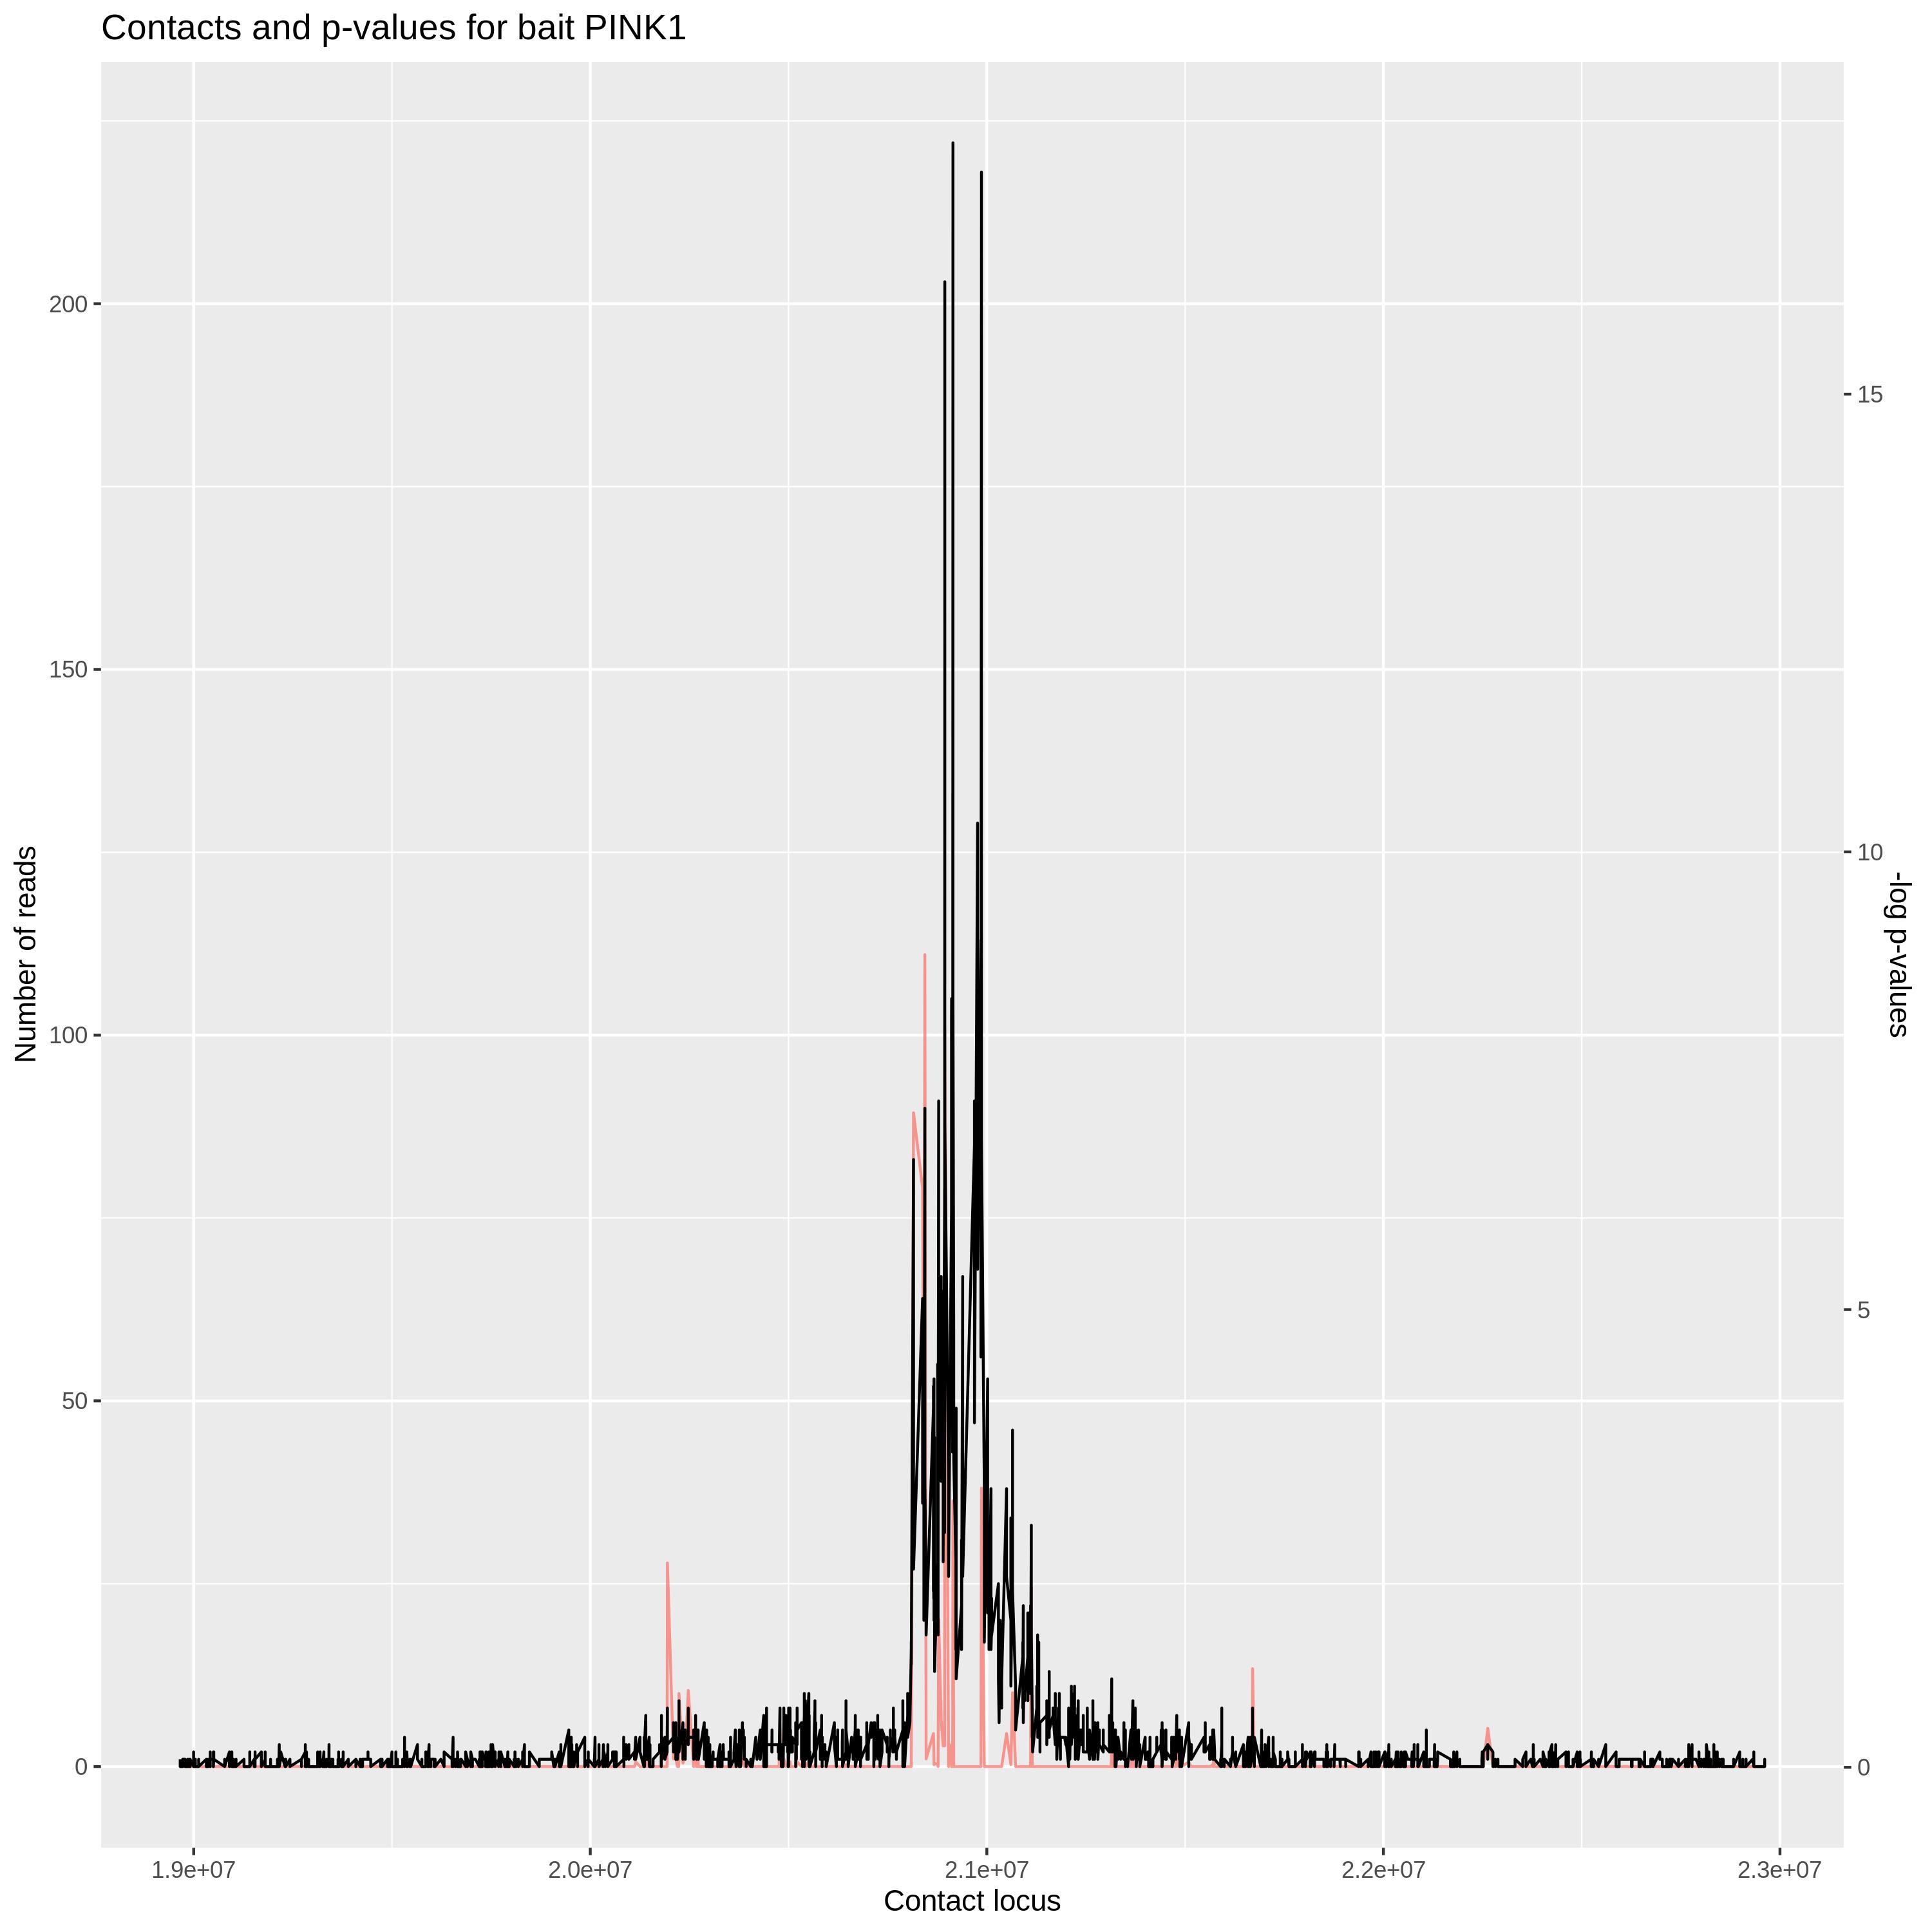 Contacts and p-values for bait PINK1
Number of reads
200
150
100
50
0
15
10
5
0
-log p-values
1.9e+07 2.0e+07 2.1e+07 2.2e+07 2.3e+07
Contact locus